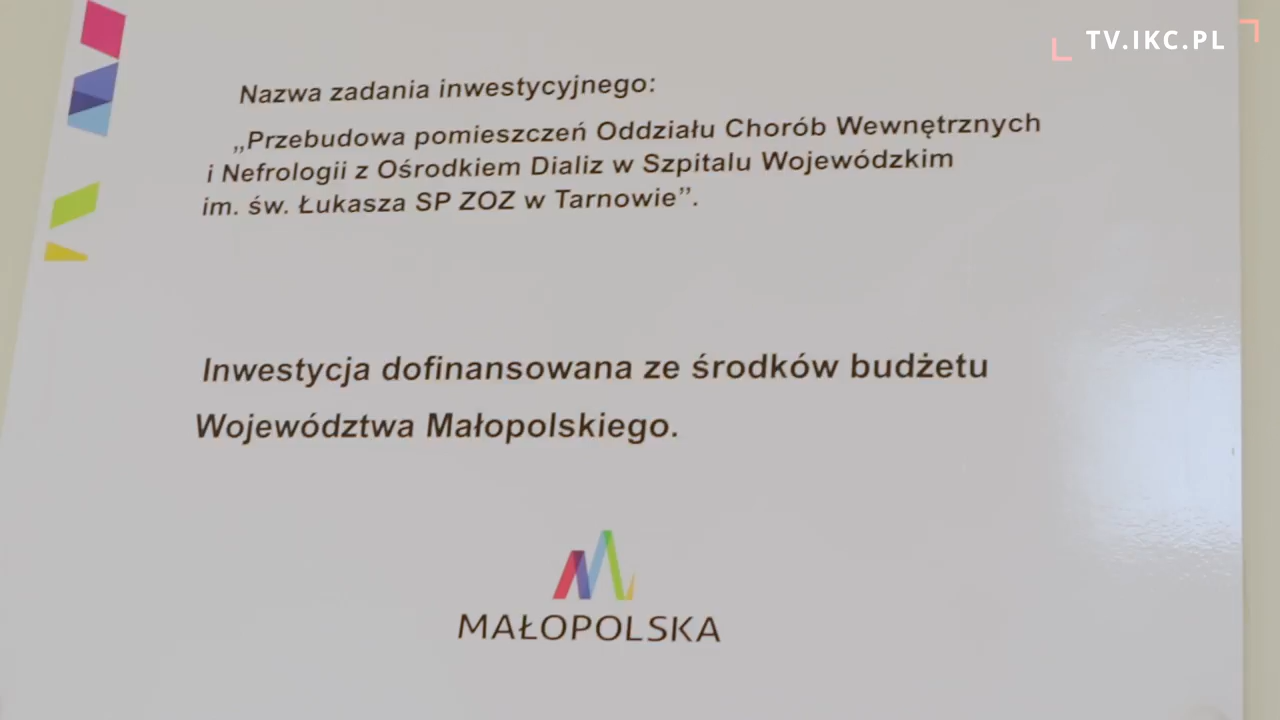 TV.IKC.PL
Nazwa zadania inwestycyjnego:
„Przebudowa pomieszczeń Oddziału Chorób Wewnętrznych
i Nefrologii z Ośrodkiem Dializ w Szpitalu Wojewódzkim
im. św. Łukasza SP ZOZ w Tarnowie”.
Inwestycja dofinansowana ze środków budżetu
Województwa Małopolskiego.
MAŁOPOLSKA